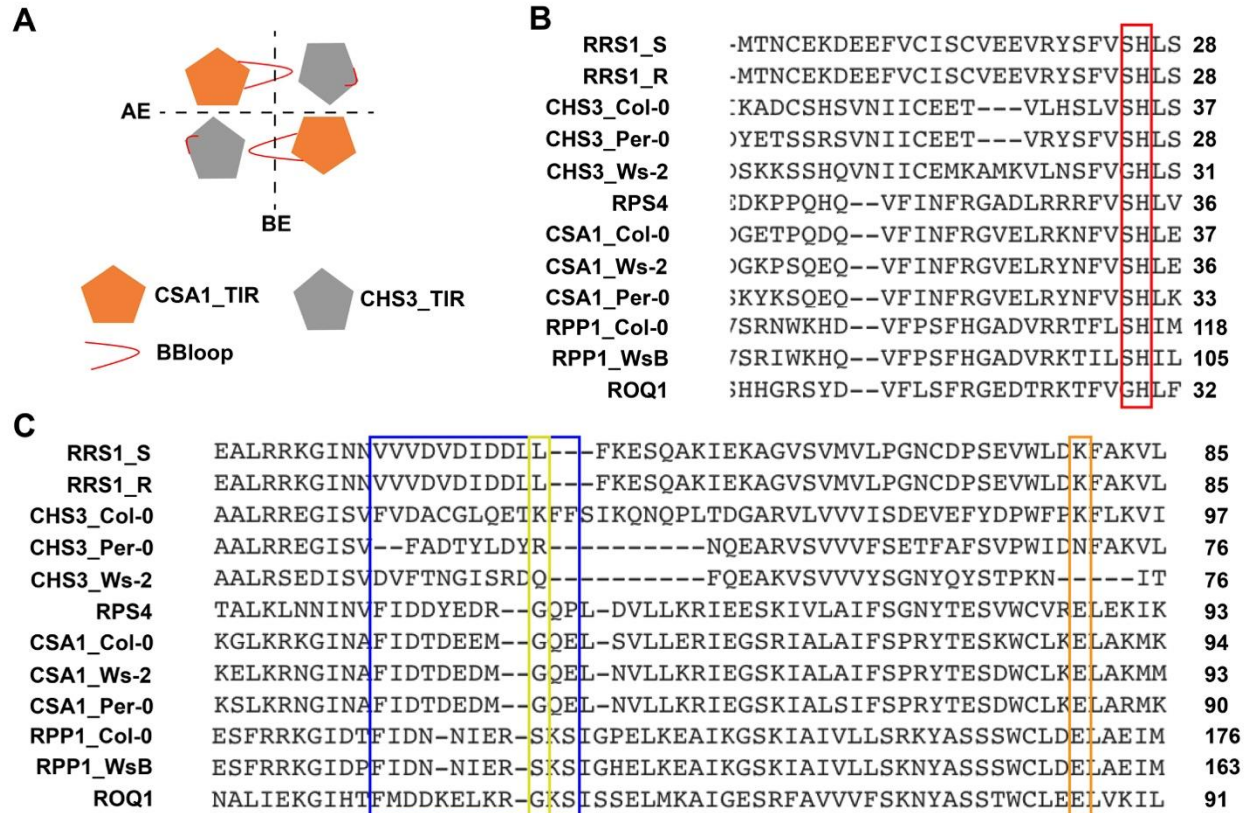 A
AE
BE
CSA1_TIR
CHS3_TIR
BBloop
B
RRS1_S -MTNCEKDEEFVCISCVEEVRYSFVSHLS 28
RRS1_R -MTNCEKDEEFVCISCVEEVRYSFVSHLS 28
CHS3_Col-0 IKADCSHSVNIICEET---VLHSLVSHLS 37
CHS3_Per-0 DYETSSRSVNIICEET---VRYSFVSHLS 28
CHS3_Ws-2 DSKKSSHQVNIICEMKAMKVLNSFVGHLS 31
RPS4 EDKPPQHQ--VFINFRGADLRRRFVSHLV 36
CSA1_Col-0 DGETPQDQ--VFINFRGVELRKNFVSHLE 37
CSA1_Ws-2 DGKPSQEQ--VFINFRGVELRYNFVSHLE 36
CSA1_Per-0 SKYKSQEQ--VFINFRGVELRYNFVSHLK 33
RPP1_Col-0 VSRNWKHD--VFPSFHGADVRRTFLSHIM 118
RPP1_WsB VSRIWKHQ--VFPSFHGADVRKTILSHIL 105
ROQ1 SHHGRSYD--VFLSFRGEDTRKTFVGHLF 32
C
RRS1_S EALRRKGINNVVVDVDIDDLL---FKESQAKIEKAGVSVMVLPGNCDPSEVWLDKFAKVL 85
RRS1_R EALRRKGINNVVVDVDIDDLL---FKESQAKIEKAGVSVMVLPGNCDPSEVWLDKFAKVL 85
CHS3_Col-0 AALRREGISVFVDACGLQETKFFSIKQNQPLTDGARVLVVVISDEVEFYDPWFPKFLKVI 97
CHS3_Per-0 AALRREGISV--FADTYLDYR----------NQEARVSVVVFSETFAFSVPWIDNFAKVL 76
CHS3_Ws-2 AALRSEDISVDVFTNGISRDQ----------FQEAKVSVVVYSGNYQYSTPKN-----IT 76
RPS4 TALKLNNINVFIDDYEDR--GQPL-DVLLKRIEESKIVLAIFSGNYTESVWCVRELEKIK 93
CSA1_Col-0 KGLKRKGINAFIDTDEEM--GQEL-SVLLERIEGSRIALAIFSPRYTESKWCLKELAKMK 94
CSA1_Ws-2 KELKRNGINAFIDTDEDM--GQEL-NVLLKRIEGSKIALAIFSPRYTESDWCLKELAKMM 93
CSA1_Per-0 KSLKRNGINAFIDTDEDM--GQEL-NVLLKRIEGSKIALSIFSPRYTESDWCLKELARMK 90
RPP1_Col-0 ESFRRKGIDTFIDN-NIER-SKSIGPELKEAIKGSKIAIVLLSRKYASSSWCLDELAEIM 176
RPP1_WsB ESFRRKGIDPFIDN-NIER-SKSIGHELKEAIKGSKIAIVLLSKNYASSSWCLDELAEIM 163
ROQ1 NALIEKGIHTFMDDKELKR-GKSISSELMKAIGESRFAVVVFSKNYASSTWCLEELVKIL 91